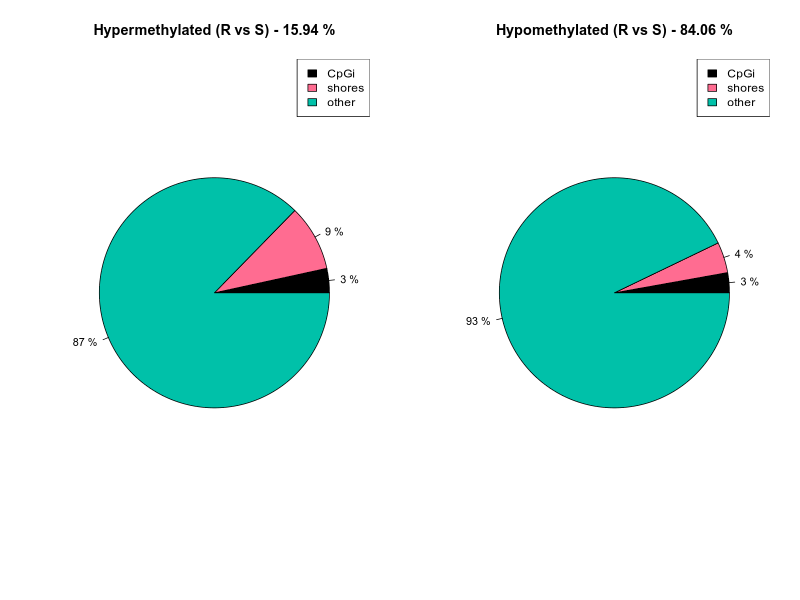 Hypermethylated (R vs S) - 15.94 %
CpGi
shores
other
9 %
3 %
87 %
Hypomethylated (R vs S) - 84.06 %
CpGi
shores
other
4 %
3 %
93 %